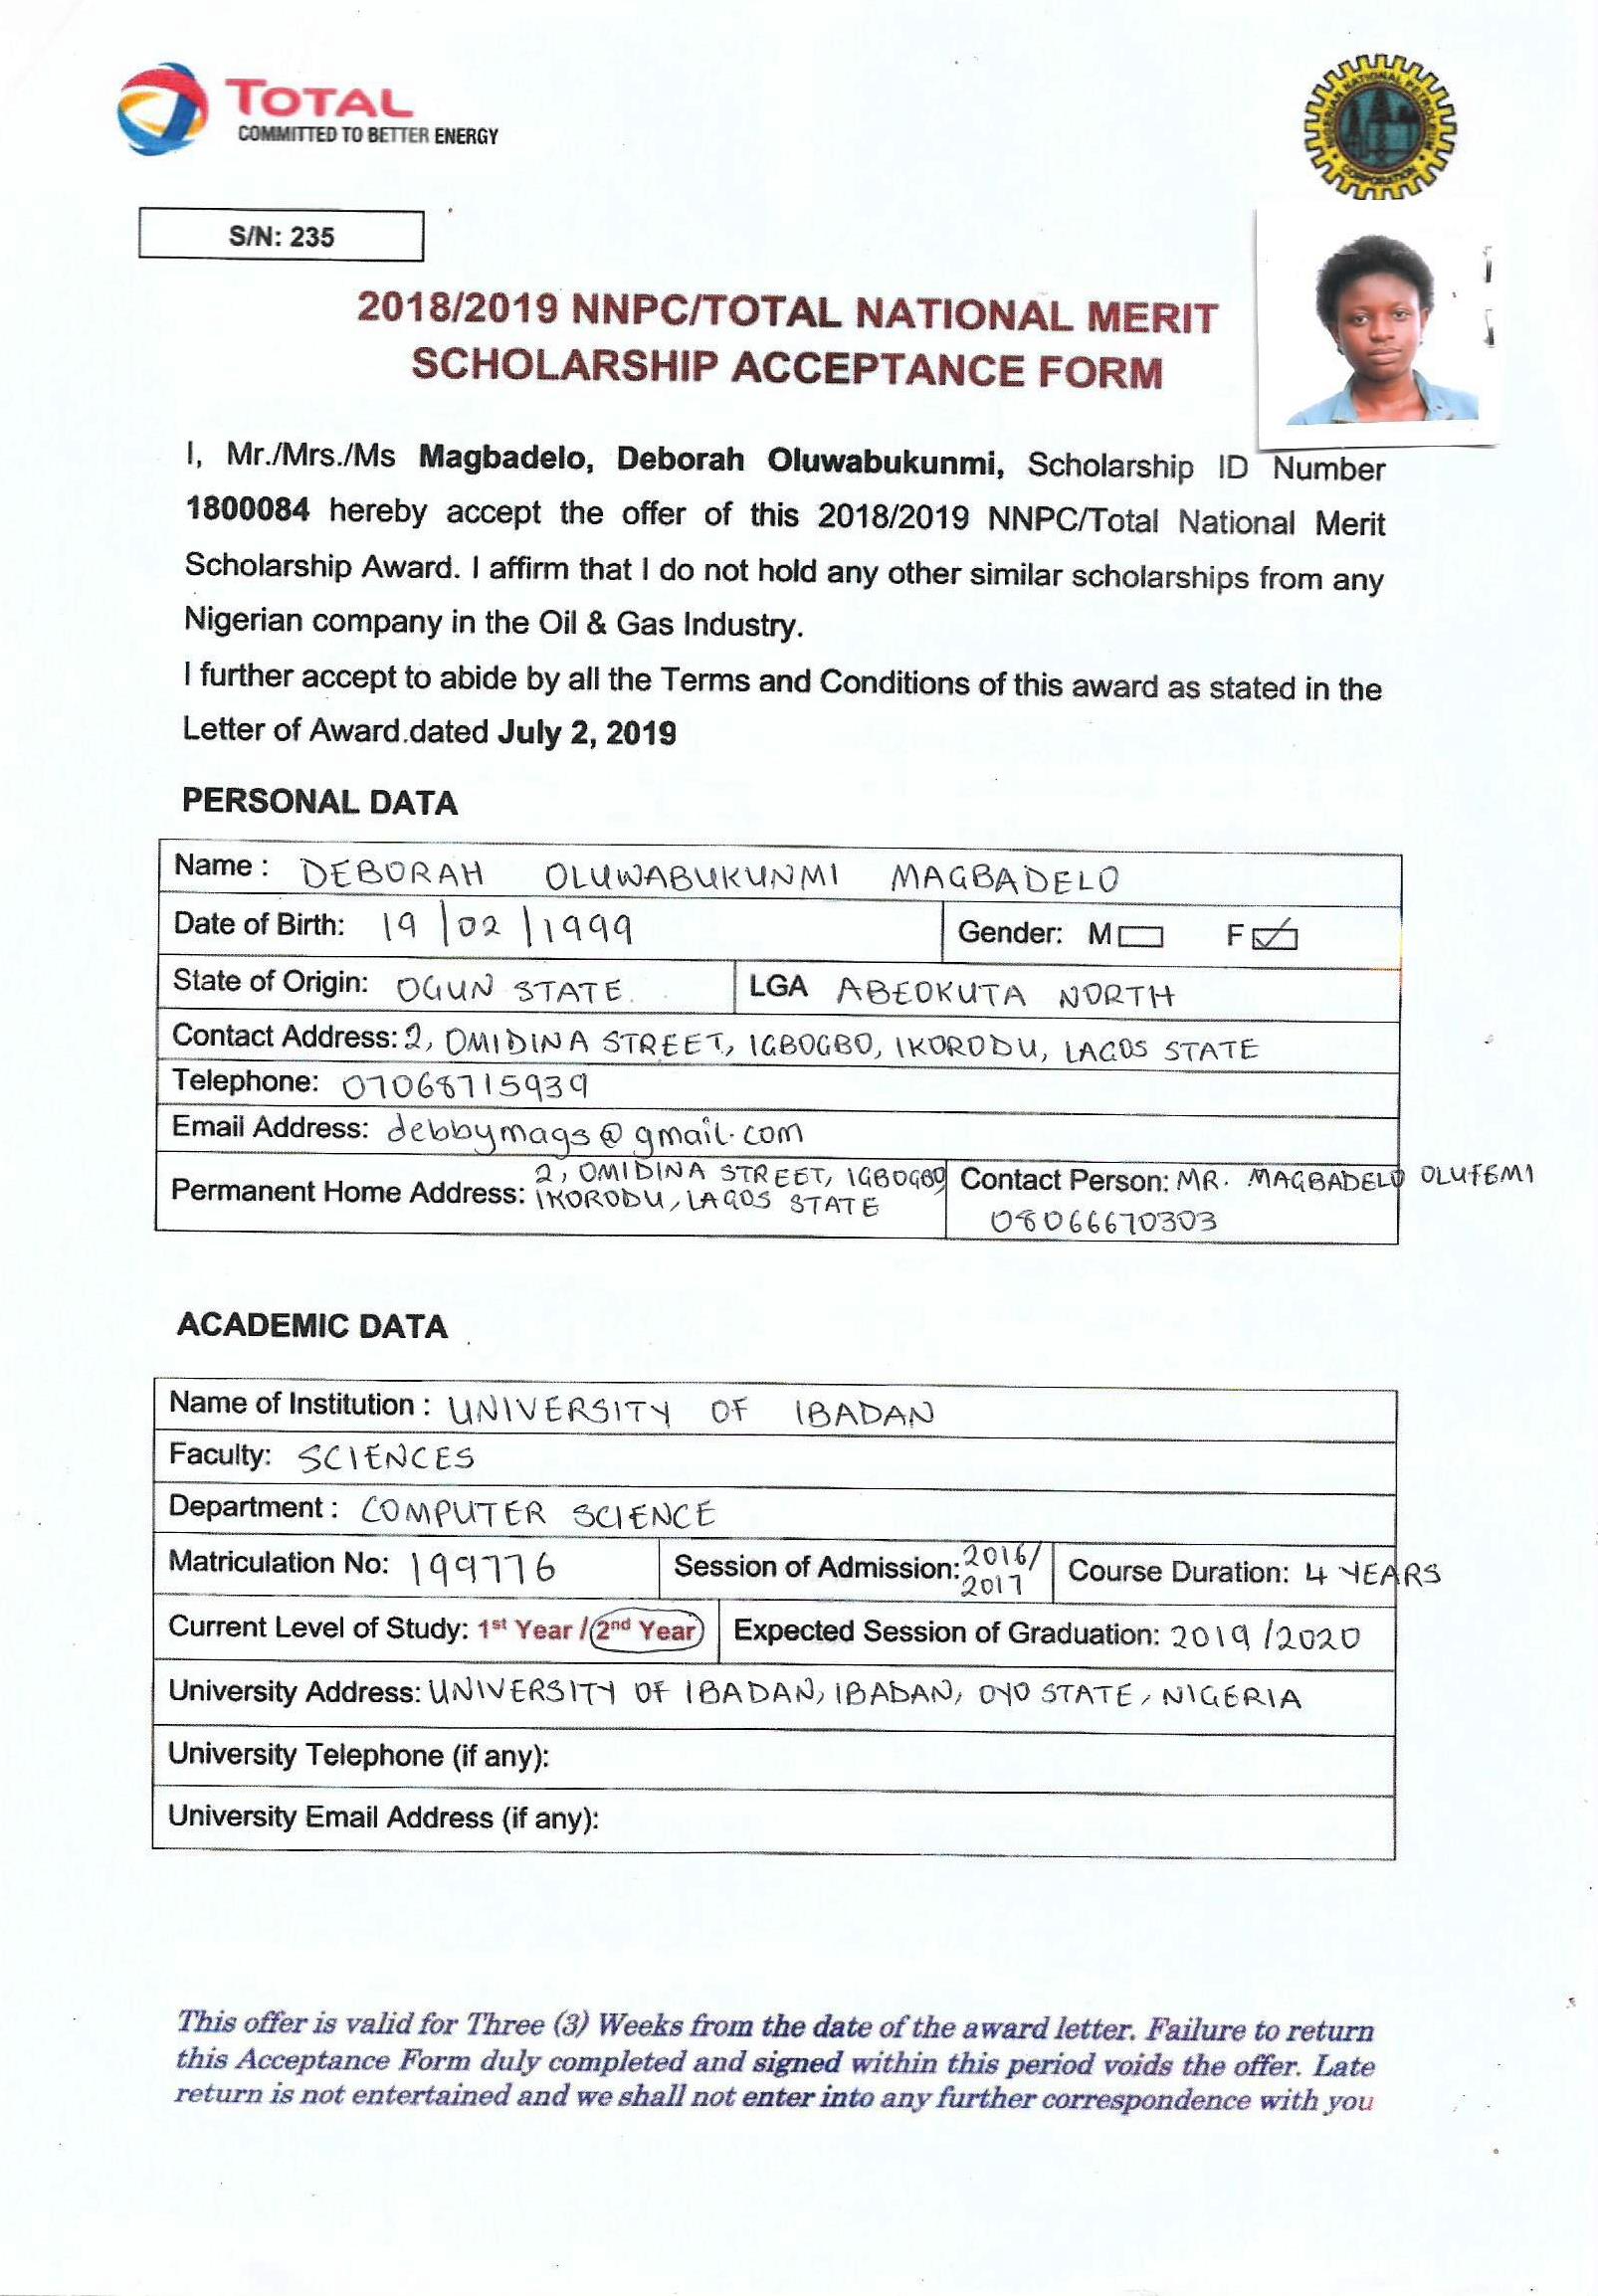 TOTAL
COMMITTED TO BETTER ENERGY
NIGERIAN NATIONAL PETROLEUM CORPORATION
S/N: 235
2018/2019 NNPC/TOTAL NATIONAL MERIT
SCHOLARSHIP ACCEPTANCE FORM
I, Mr./Mrs./Ms Magbadelo, Deborah Oluwabukunmi, Scholarship ID Number
1800084 hereby accept the offer of this 2018/2019 NNPC/Total National Merit
Scholarship Award. I affirm that I do not hold any other similar scholarships from any
Nigerian company in the Oil & Gas Industry.
I further accept to abide by all the Terms and Conditions of this award as stated in the
Letter of Award.dated July 2, 2019
PERSONAL DATA
Name : DEBORAH OLUWABUKUNMI MAGBADELO
Date of Birth: 19/02/1999 Gender: M F
State of Origin: OGUN STATE. LGA ABEOKUTA NORTH
Contact Address: 2, OMIDINA STREET, IGBOGBO, IKORODU, LAGOS STATE
Telephone: 07068715939
Email Address: debbymags@gmail.com
Permanent Home Address: 2, OMIDINA STREET, IGBOGBO
IKORODU, LAGOS STATE
Contact Person: MR. MAGBADELO OLUFEMI
08066670303
ACADEMIC DATA
Name of Institution : UNIVERSITY OF IBADAN
Faculty: SCIENCES
Department : COMPUTER SCIENCE
Matriculation No: 199776 Session of Admission: 2016/2017 Course Duration: 4 YEARS
Current Level of Study: 1st Year / 2nd Year Expected Session of Graduation: 2019/2020
University Address: UNIVERSITY OF IBADAN, IBADAN, OYO STATE, NIGERIA
University Telephone (if any):
University Email Address (if any):
This offer is valid for Three (3) Weeks from the date of the award letter. Failure to return
this Acceptance Form duly completed and signed within this period voids the offer. Late
return is not entertained and we shall not enter into any further correspondence with you